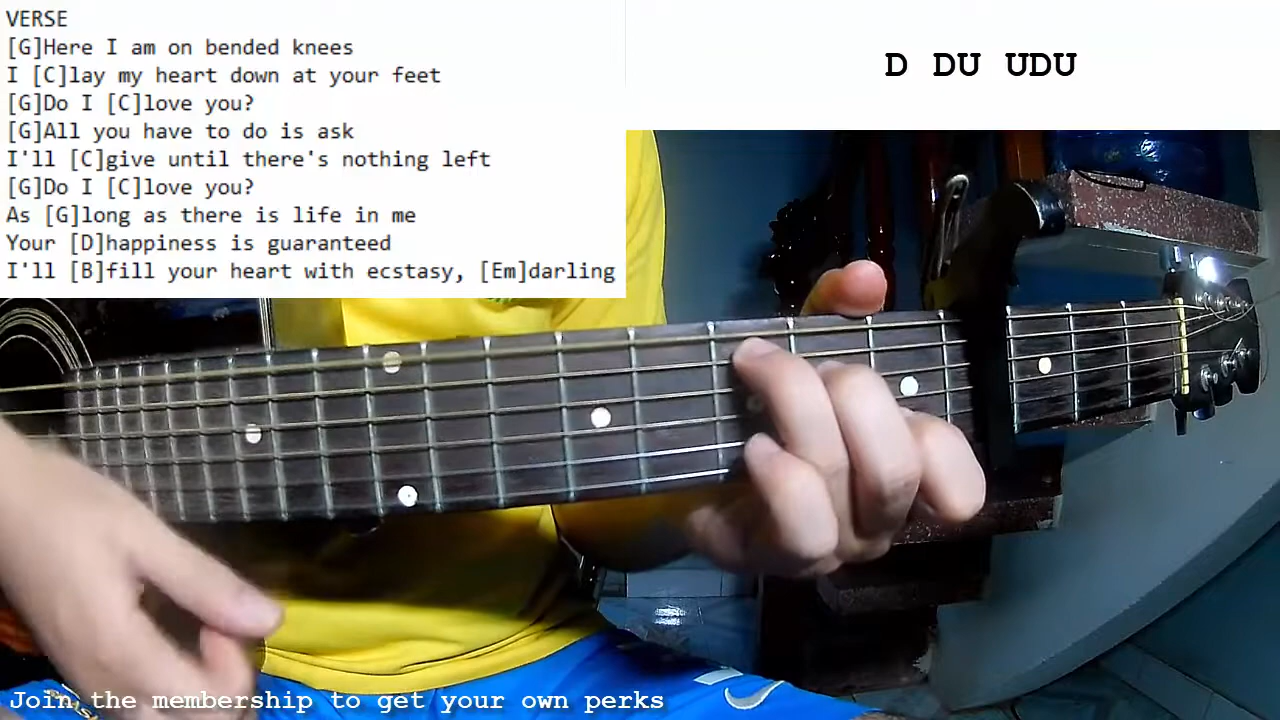 VERSE
[G]Here I am on bended knees
I [C]lay my heart down at your feet
[G]Do I [C]love you?
[G]All you have to do is ask
I'll [C]give until there's nothing left
[G]Do I [C]love you?
As [G]long as there is life in me
Your [D]happiness is guaranteed
I'll [B]fill your heart with ecstasy, [Em]darling
D DU UDU
Join the membership to get your own perks